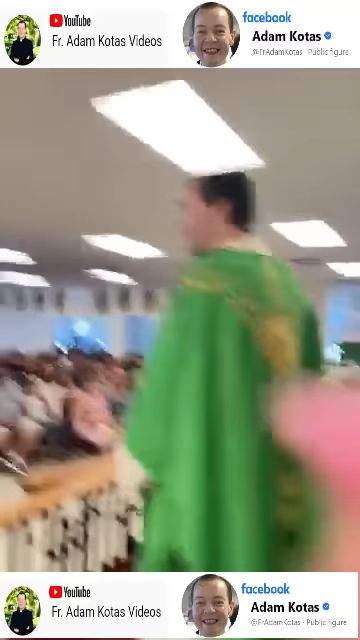 YouTube
Fr. Adam Kotas Videos
facebook
Adam Kotas
@FrAdamKotas · Public figure
YouTube
Fr. Adam Kotas Videos
facebook
Adam Kotas
@FrAdamKotas · Public figure